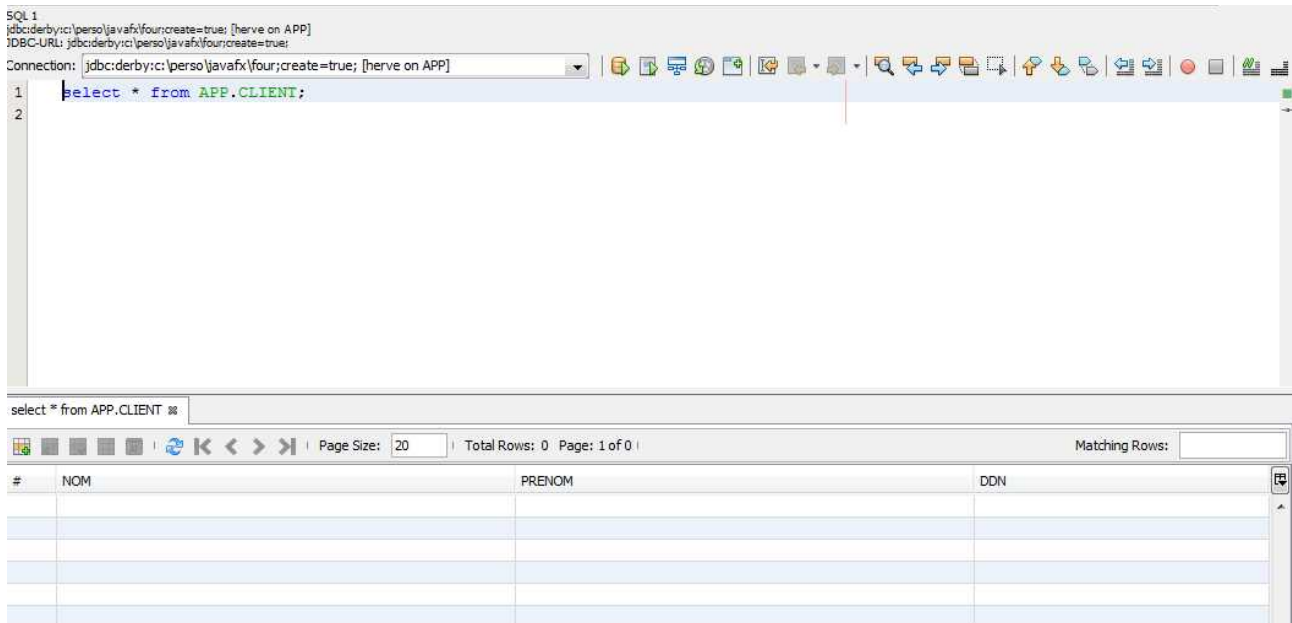 SQL 1
jdbc:derby:c:\perso\javafx\four;create=true; [herve on APP]
JDBC-URL: jdbc:derby:c:\perso\javafx\four;create=true;
Connection: jdbc:derby:c:\perso\javafx\four;create=true; [herve on APP]
1 select * from APP.CLIENT;
2
select * from APP.CLIENT
Page Size: 20 Total Rows: 0 Page: 1 of 0 Matching Rows:
# NOM PRENOM DDN